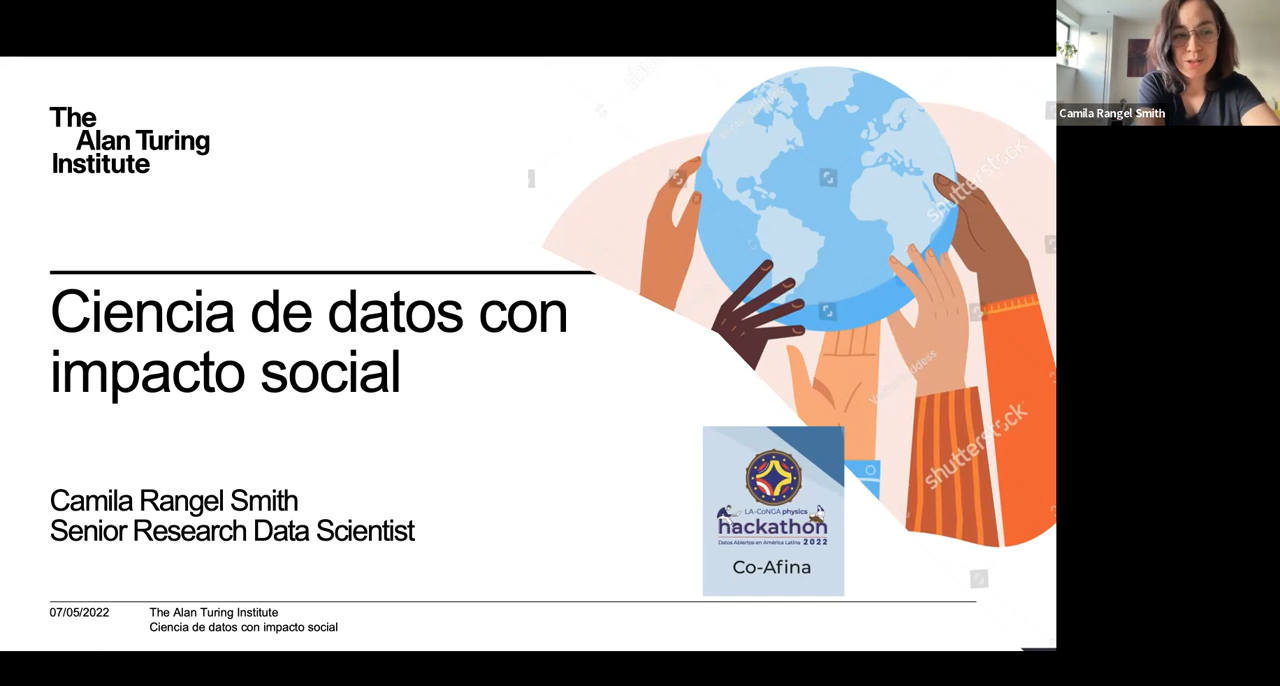 The
Alan Turing
Institute
Ciencia de datos con
impacto social
Camila Rangel Smith
Senior Research Data Scientist
LA-CoNGA physics
hackathon
Datos Abiertos en América Latina 2022
Co-Afina
07/05/2022
The Alan Turing Institute
Ciencia de datos con impacto social
shutterstock
shutterstock
Camila Rangel Smith